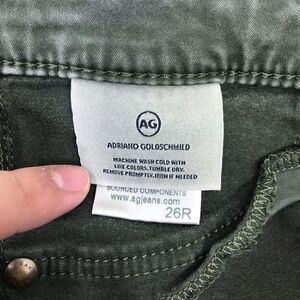 AG
ADRIANO GOLDSCHMIED
MACHINE WASH COLD WITH
LIKE COLORS. TUMBLE DRY.
REMOVE PROMPTLY. IRON IF NEEDED
SOURCED COMPONENTS
www.agjeans.com
26R